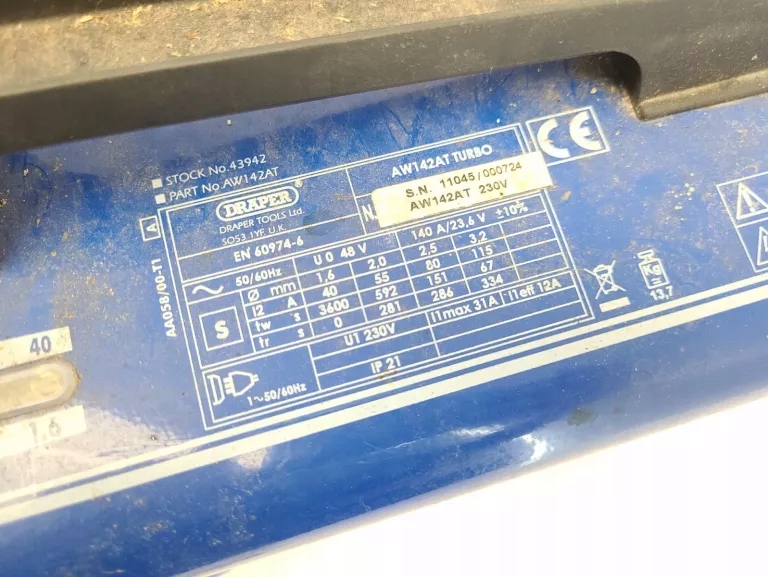 STOCK No.43942
PART No.AW142AT
AA058/00-T1
A
DRAPER
DRAPER TOOLS Ltd.
SO53 1YF U.K.
AW142AT TURBO
S.N. 11045/000724
AW142AT 230V
CE
EN 60974-6
50/60Hz U0 48 V 140 A/23,6 V ±10%
Ø mm 1,6 2,0 2,5 3,2
I2 A 40 55 80 115
tw s 3600 592 151 67
tr s 0 281 286 334
S
U1 230V I1max 31A I1eff 12A
1~50/60Hz IP 21
Kg
13,7
40
1.6